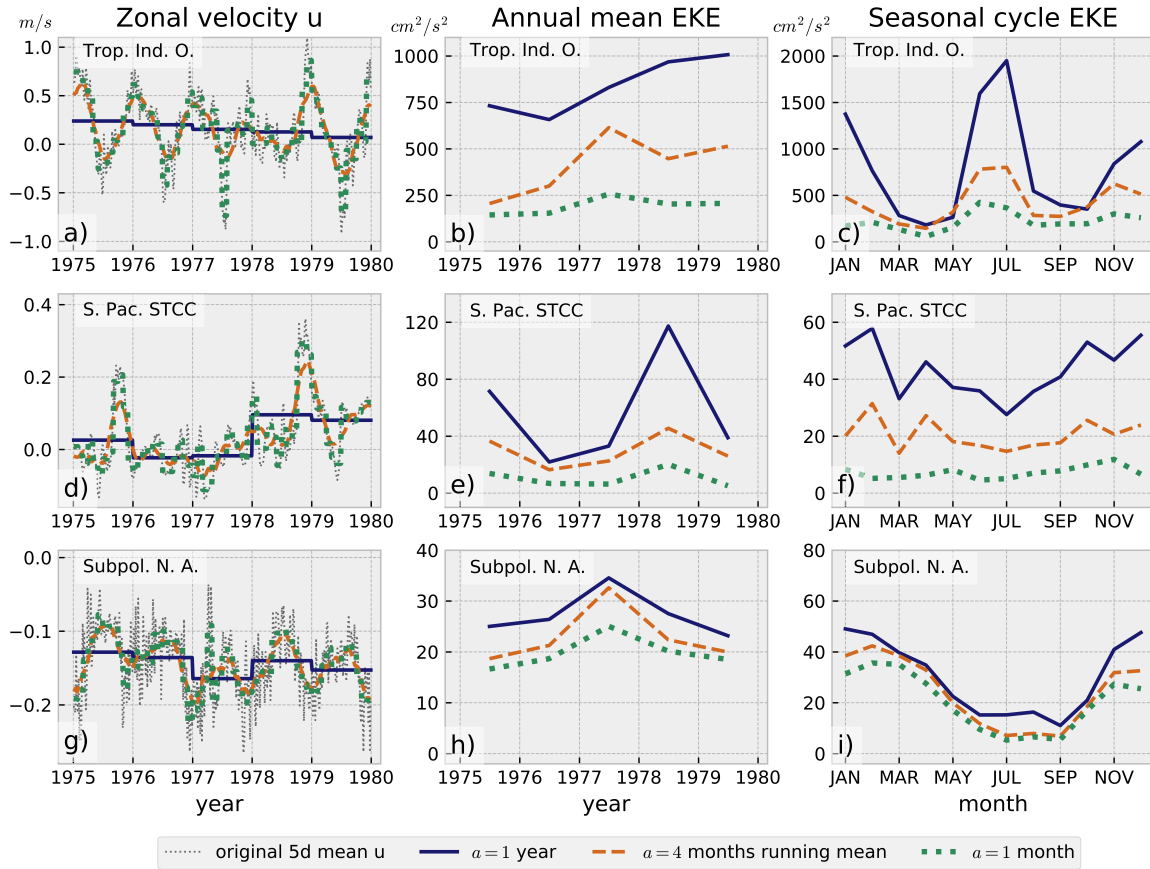 Zonal velocity u
Annual mean EKE
Seasonal cycle EKE
m/s
cm²/s²
cm²/s²
Trop. Ind. O.
Trop. Ind. O.
Trop. Ind. O.
1.0
0.5
0.0
−0.5
−1.0
a)
1975 1976 1977 1978 1979 1980
1000
750
500
250
0
b)
1975 1976 1977 1978 1979 1980
2000
1500
1000
500
0
c)
JAN MAR MAY JUL SEP NOV
S. Pac. STCC
S. Pac. STCC
S. Pac. STCC
0.4
0.2
0.0
d)
1975 1976 1977 1978 1979 1980
120
80
40
0
e)
1975 1976 1977 1978 1979 1980
60
40
20
0
f)
JAN MAR MAY JUL SEP NOV
Subpol. N. A.
Subpol. N. A.
Subpol. N. A.
0.0
−0.1
−0.2
g)
1975 1976 1977 1978 1979 1980
year
40
30
20
10
0
h)
1975 1976 1977 1978 1979 1980
year
80
60
40
20
0
i)
JAN MAR MAY JUL SEP NOV
month
original 5d mean u
a = 1 year
a = 4 months running mean
a = 1 month